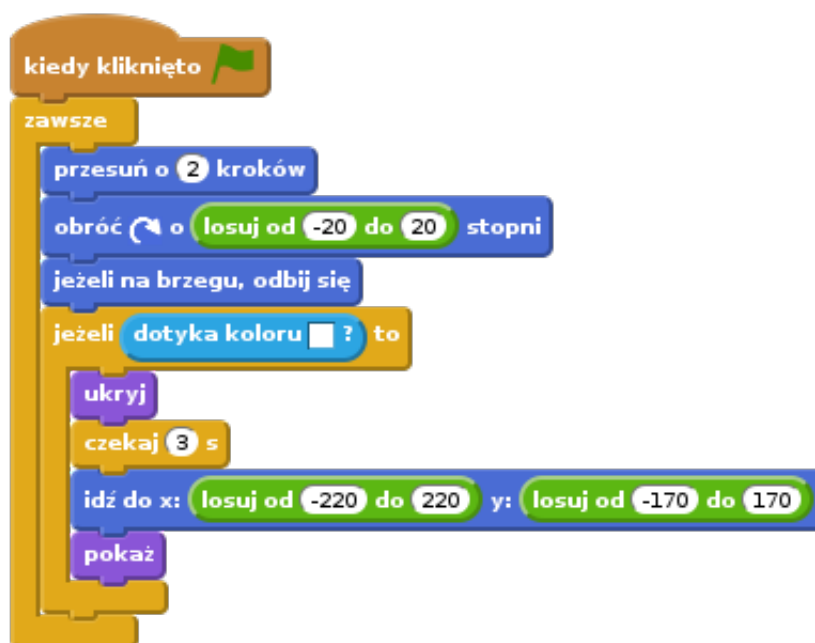 kiedy kliknięto
zawsze
przesuń o 2 kroków
obróć o losuj od -20 do 20 stopni
jeżeli na brzegu, odbij się
jeżeli dotyka koloru ? to
ukryj
czekaj 3 s
idź do x: losuj od -220 do 220 y: losuj od -170 do 170
pokaż